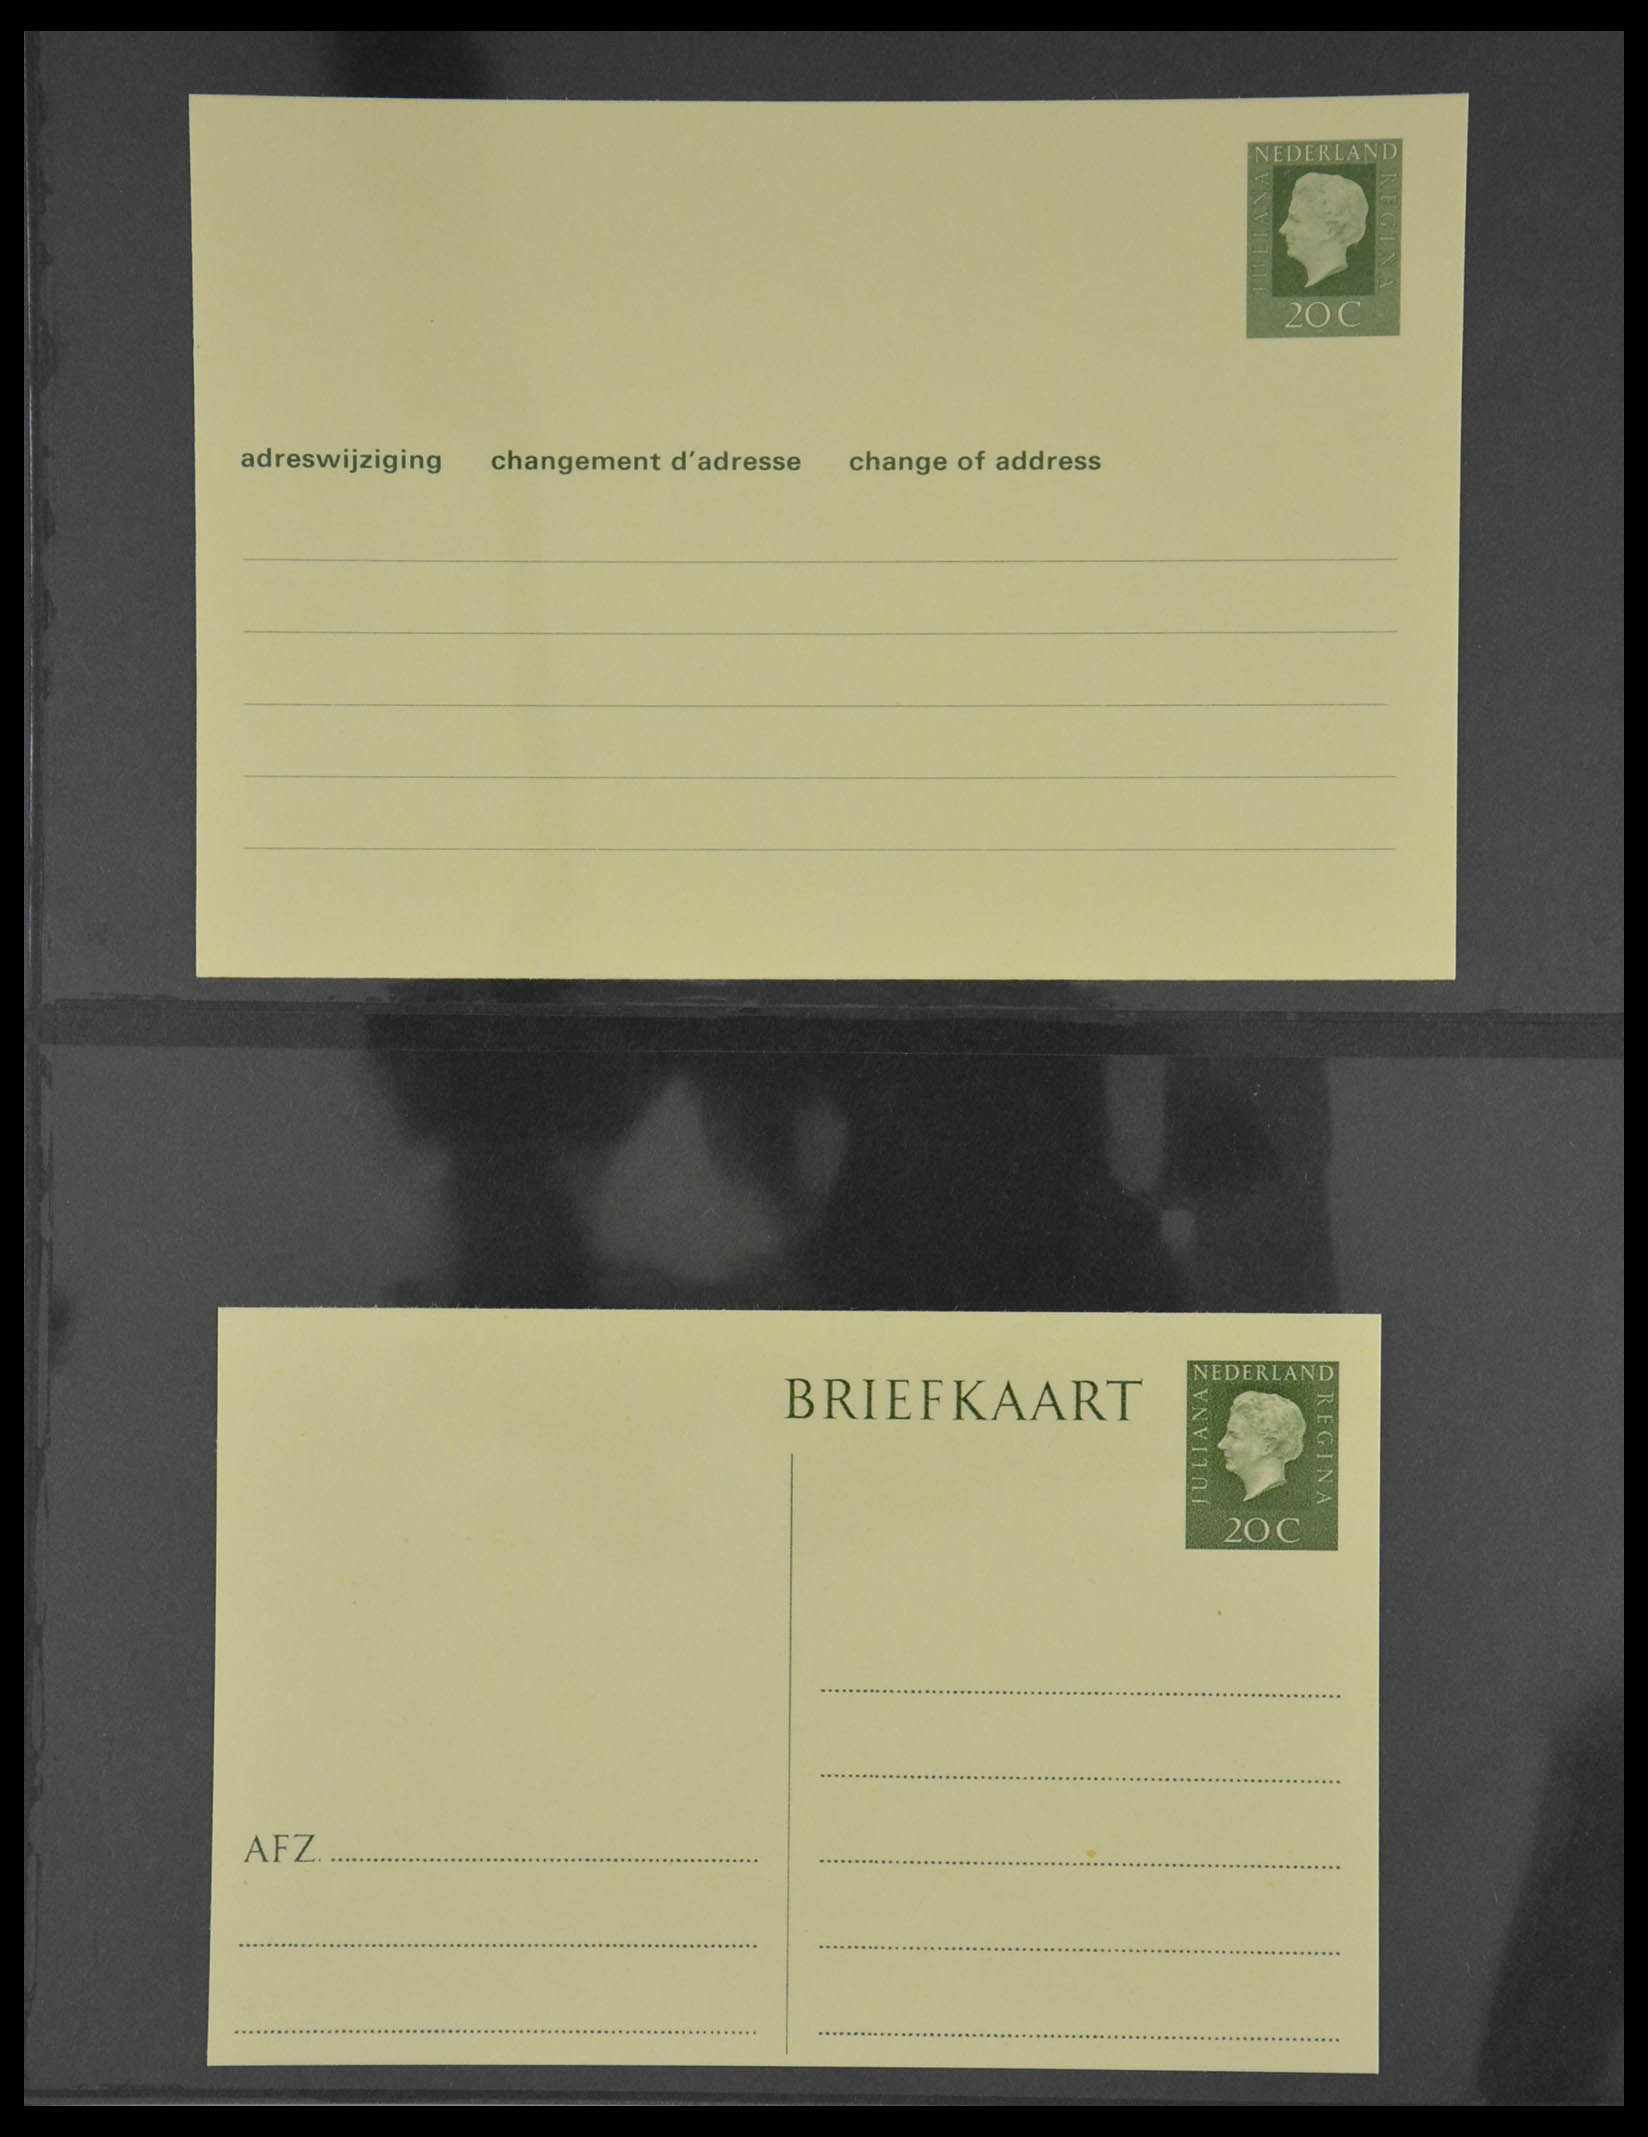 NEDERLAND
JULIANA
REGINA
20 C
adreswijziging changement d'adresse change of address
BRIEFKAART
NEDERLAND
JULIANA
REGINA
20 C
AFZ.